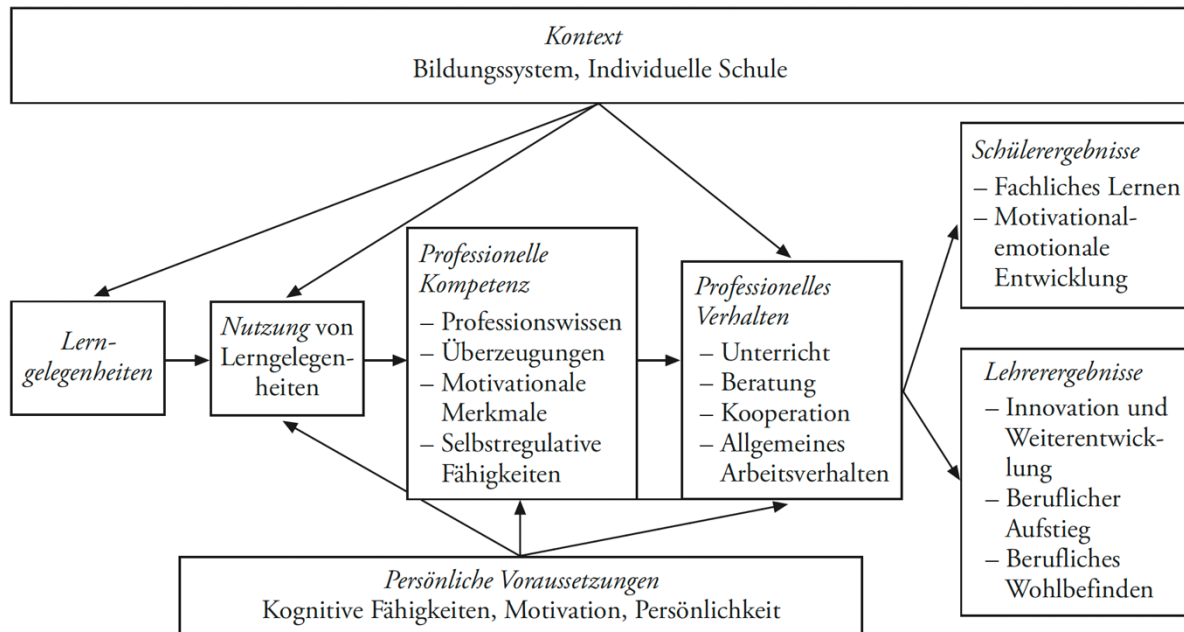 Kontext
Bildungssystem, Individuelle Schule
Lern-
gelegenheiten
Nutzung von
Lerngelegen-
heiten
Professionelle
Kompetenz
– Professionswissen
– Überzeugungen
– Motivationale
Merkmale
– Selbstregulative
Fähigkeiten
Professionelles
Verhalten
– Unterricht
– Beratung
– Kooperation
– Allgemeines
Arbeitsverhalten
Schülerergebnisse
– Fachliches Lernen
– Motivational-
emotionale
Entwicklung
Lehrerergebnisse
– Innovation und
Weiterentwick-
lung
– Beruflicher
Aufstieg
– Berufliches
Wohlbefinden
Persönliche Voraussetzungen
Kognitive Fähigkeiten, Motivation, Persönlichkeit